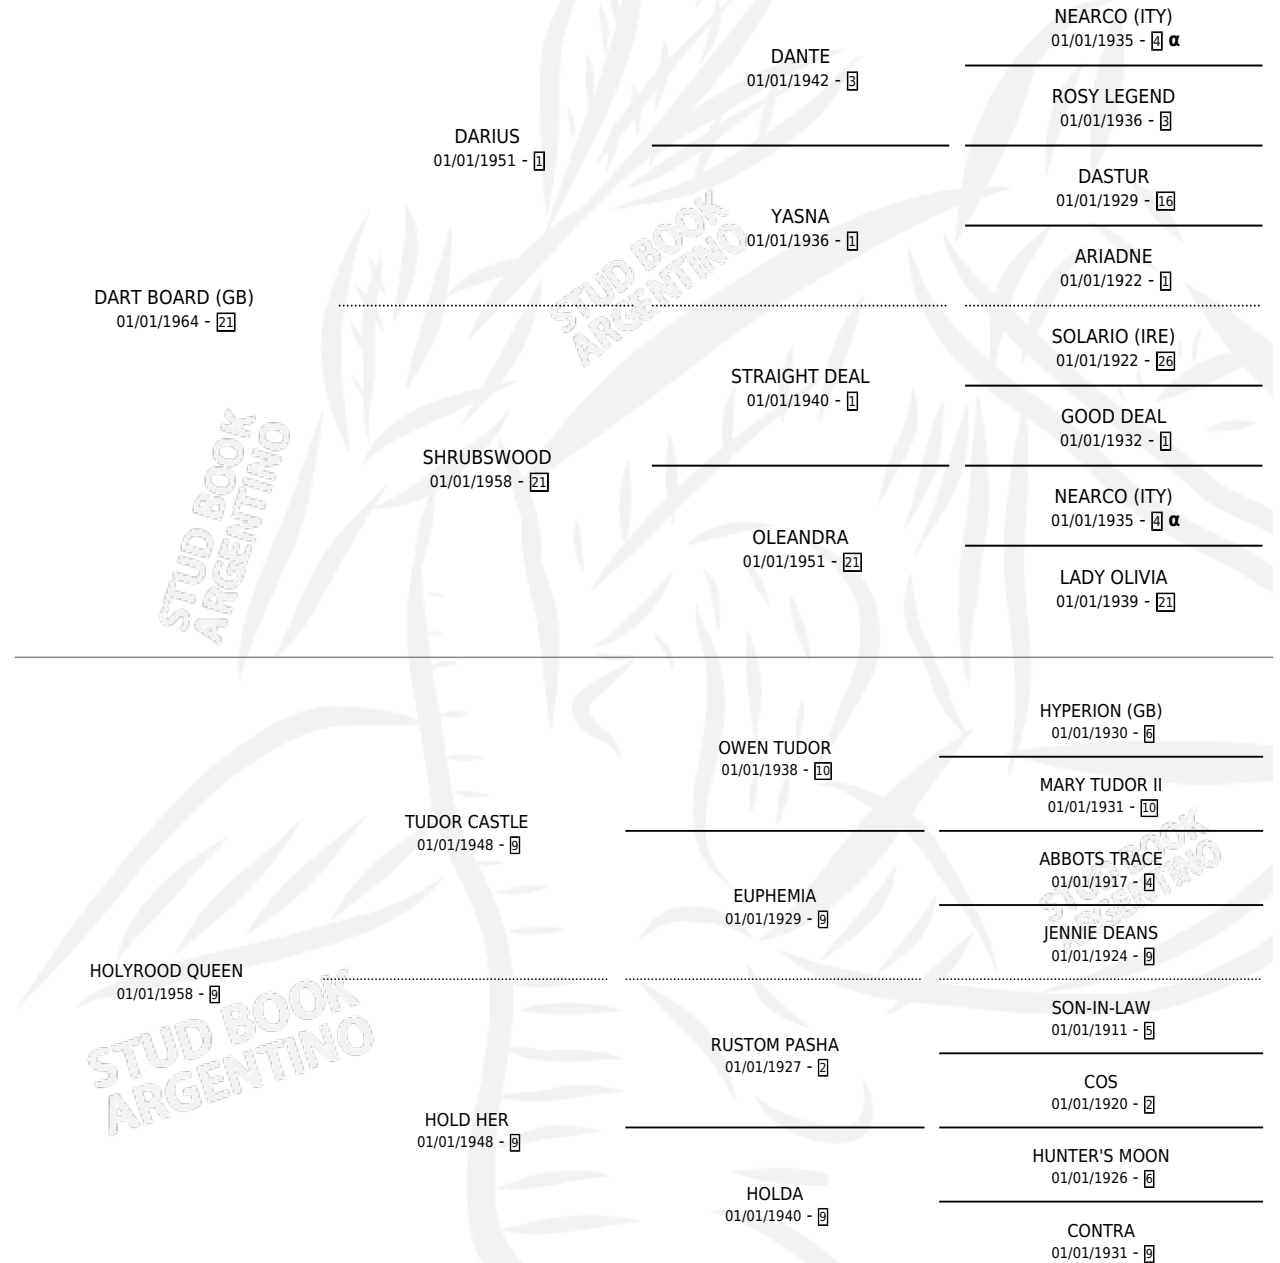 NEARCO (ITY)
01/01/1935 - 4 α
DANTE
01/01/1942 - 3
ROSY LEGEND
01/01/1936 - 3
DARIUS
01/01/1951 - 1
DASTUR
01/01/1929 - 16
YASNA
01/01/1936 - 1
ARIADNE
01/01/1922 - 1
DART BOARD (GB)
01/01/1964 - 21
SOLARIO (IRE)
01/01/1922 - 26
STRAIGHT DEAL
01/01/1940 - 1
GOOD DEAL
01/01/1932 - 1
SHRUBSWOOD
01/01/1958 - 21
NEARCO (ITY)
01/01/1935 - 4 α
OLEANDRA
01/01/1951 - 21
LADY OLIVIA
01/01/1939 - 21
HYPERION (GB)
01/01/1930 - 6
OWEN TUDOR
01/01/1938 - 10
MARY TUDOR II
01/01/1931 - 10
TUDOR CASTLE
01/01/1948 - 9
ABBOTS TRACE
01/01/1917 - 4
EUPHEMIA
01/01/1929 - 9
JENNIE DEANS
01/01/1924 - 9
HOLYROOD QUEEN
01/01/1958 - 9
SON-IN-LAW
01/01/1911 - 5
RUSTOM PASHA
01/01/1927 - 2
COS
01/01/1920 - 2
HOLD HER
01/01/1948 - 9
HUNTER'S MOON
01/01/1926 - 6
HOLDA
01/01/1940 - 9
CONTRA
01/01/1931 - 9
STUD BOOK
ARGENTINO
STUD BOOK
ARGENTINO
STUD BOOK
ARGENTINO
STUD BOOK
ARGENTINO